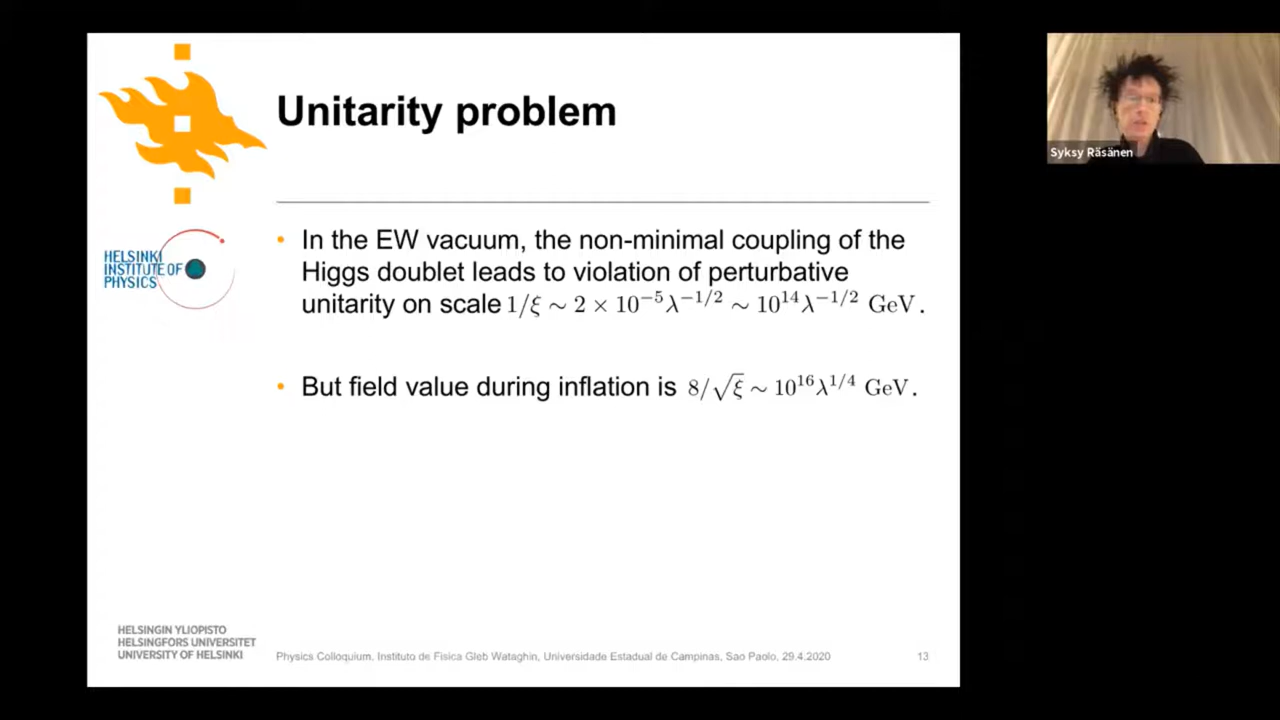 Unitarity problem
HELSINKI
INSTITUTE OF
PHYSICS
• In the EW vacuum, the non-minimal coupling of the
Higgs doublet leads to violation of perturbative
unitarity on scale 1/ξ ∼ 2 × 10⁻⁵λ⁻¹/² ∼ 10¹⁴λ⁻¹/² GeV.
• But field value during inflation is 8/√ξ ∼ 10¹⁶λ¹/⁴ GeV.
HELSINGIN YLIOPISTO
HELSINGFORS UNIVERSITET
UNIVERSITY OF HELSINKI
Physics Colloquium, Instituto de Fisica Gleb Wataghin, Universidade Estadual de Campinas, Sao Paolo, 29.4.2020
13
Syksy Räsänen